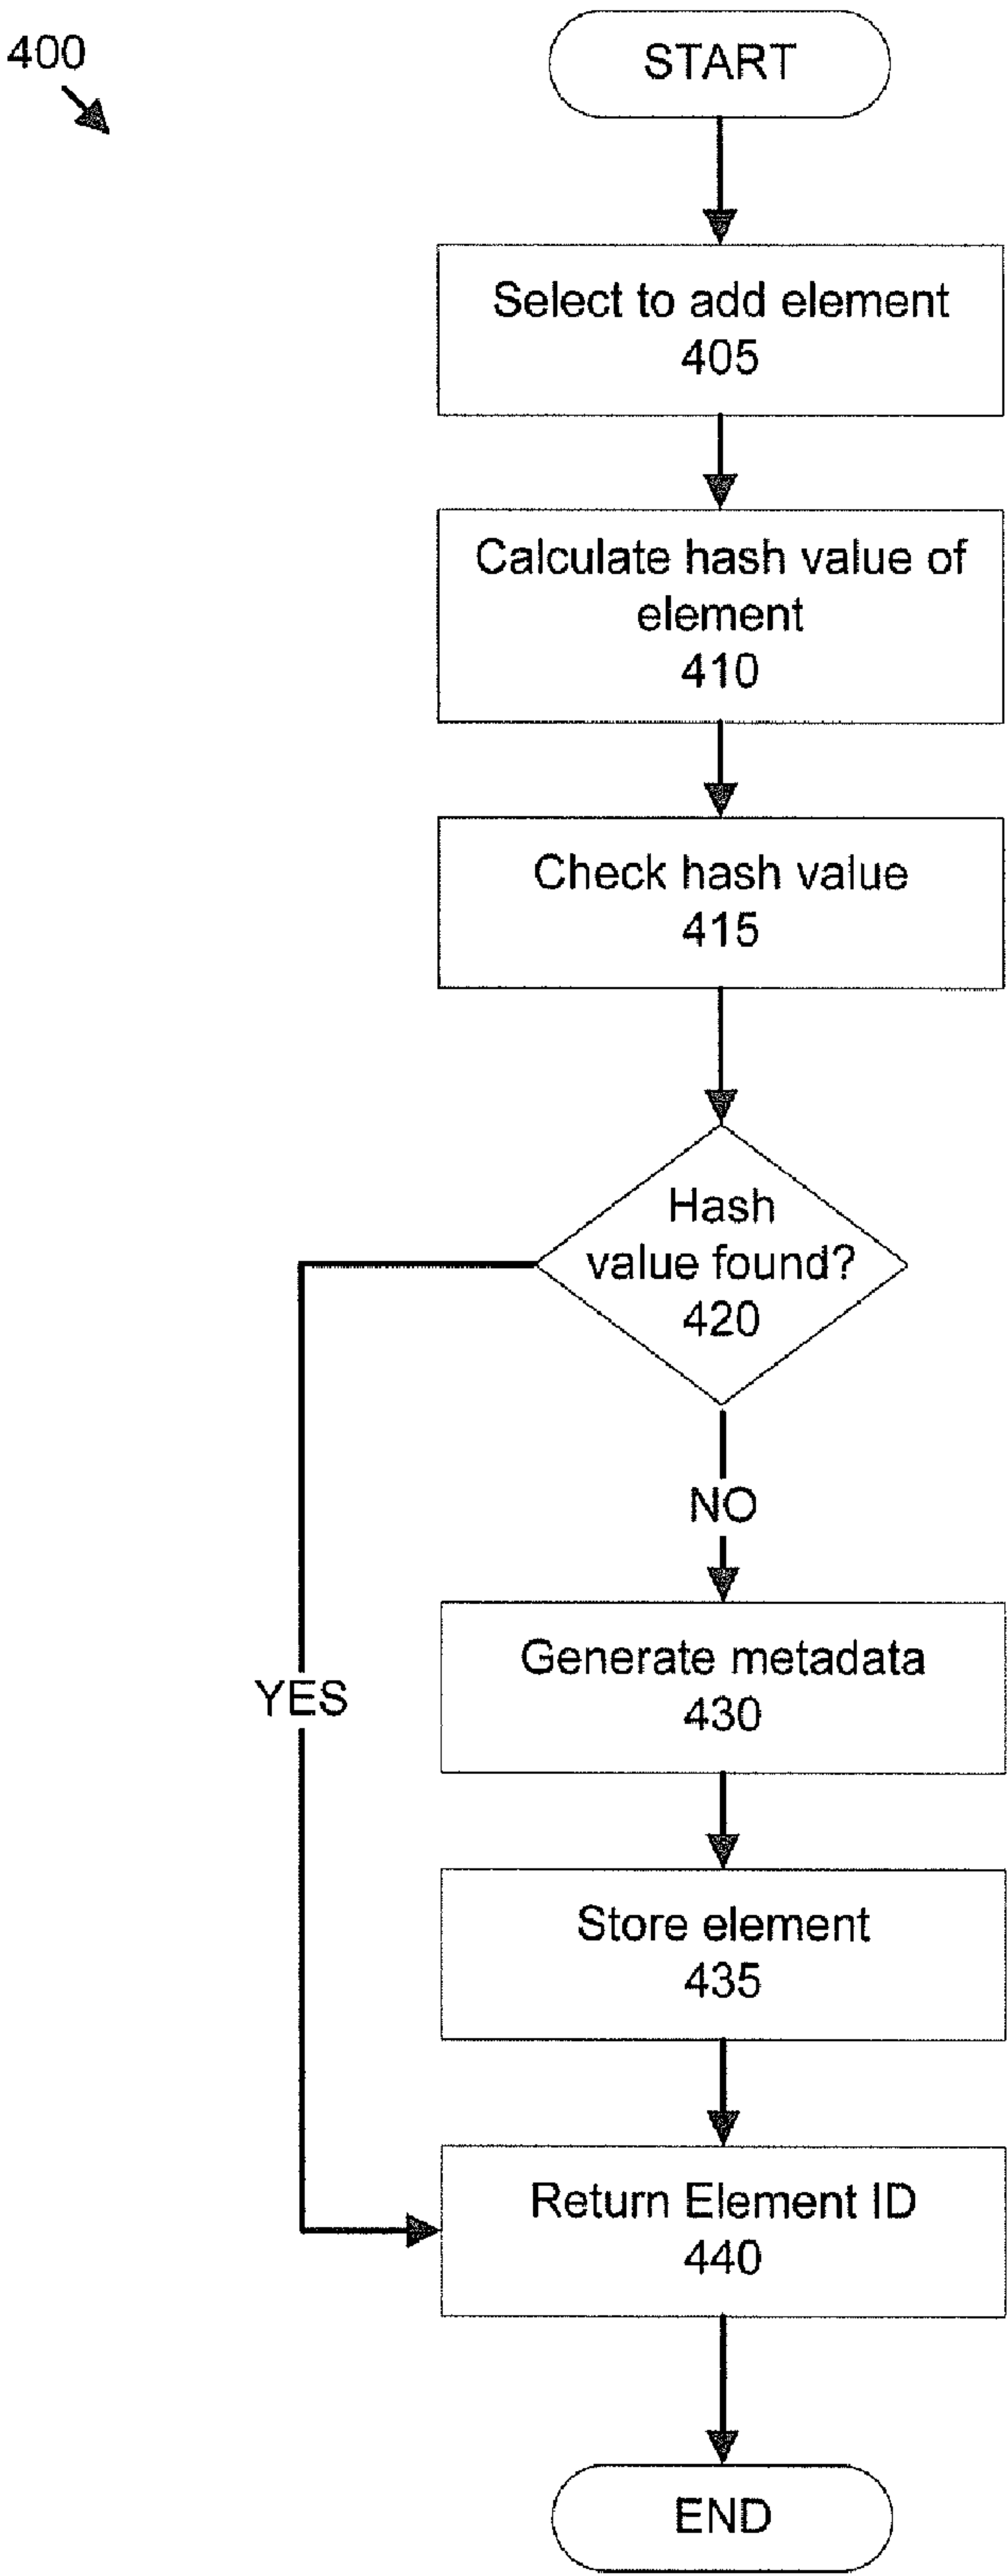 400
START
Select to add element
405
Calculate hash value of
element
410
Check hash value
415
Hash
value found?
420
NO
YES
Generate metadata
430
Store element
435
Return Element ID
440
END